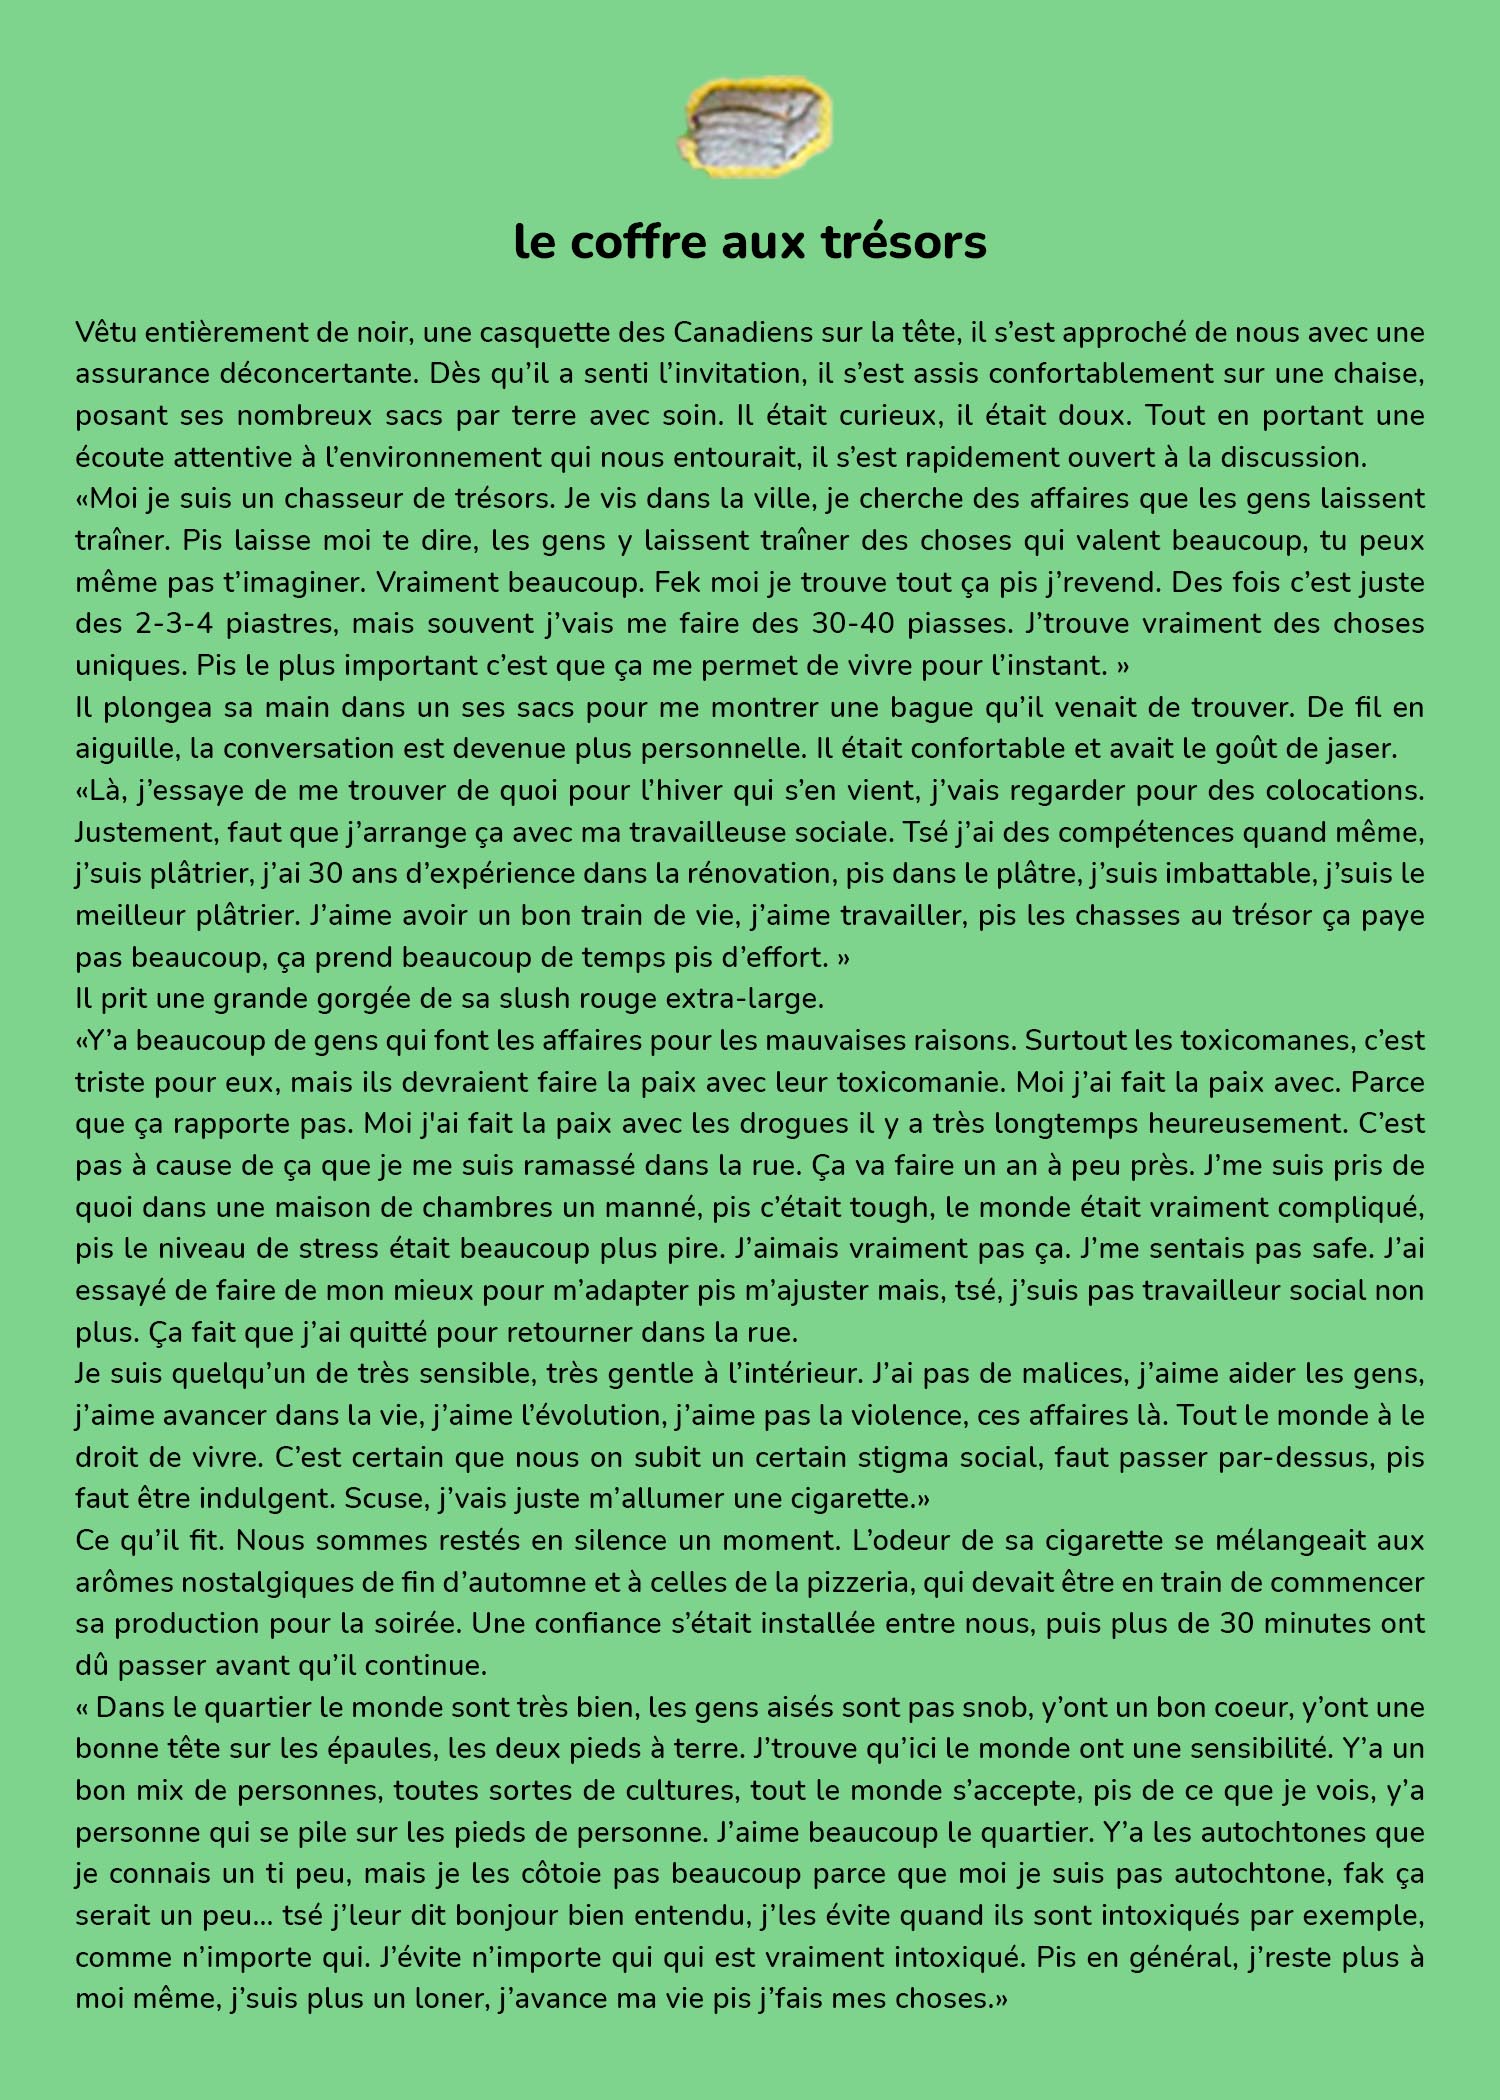 le coffre aux trésors
Vêtu entièrement de noir, une casquette des Canadiens sur la tête, il s’est approché de nous avec une
assurance déconcertante. Dès qu’il a senti l’invitation, il s’est assis confortablement sur une chaise,
posant ses nombreux sacs par terre avec soin. Il était curieux, il était doux. Tout en portant une
écoute attentive à l’environnement qui nous entourait, il s’est rapidement ouvert à la discussion.
«Moi je suis un chasseur de trésors. Je vis dans la ville, je cherche des affaires que les gens laissent
traîner. Pis laisse moi te dire, les gens y laissent traîner des choses qui valent beaucoup, tu peux
même pas t’imaginer. Vraiment beaucoup. Fek moi je trouve tout ça pis j’revend. Des fois c’est juste
des 2-3-4 piastres, mais souvent j’vais me faire des 30-40 piasses. J’trouve vraiment des choses
uniques. Pis le plus important c’est que ça me permet de vivre pour l’instant. »
Il plongea sa main dans un ses sacs pour me montrer une bague qu’il venait de trouver. De fil en
aiguille, la conversation est devenue plus personnelle. Il était confortable et avait le goût de jaser.
«Là, j’essaye de me trouver de quoi pour l’hiver qui s’en vient, j’vais regarder pour des colocations.
Justement, faut que j’arrange ça avec ma travailleuse sociale. Tsé j’ai des compétences quand même,
j’suis plâtrier, j’ai 30 ans d’expérience dans la rénovation, pis dans le plâtre, j’suis imbattable, j’suis le
meilleur plâtrier. J’aime avoir un bon train de vie, j’aime travailler, pis les chasses au trésor ça paye
pas beaucoup, ça prend beaucoup de temps pis d’effort. »
Il prit une grande gorgée de sa slush rouge extra-large.
«Y’a beaucoup de gens qui font les affaires pour les mauvaises raisons. Surtout les toxicomanes, c’est
triste pour eux, mais ils devraient faire la paix avec leur toxicomanie. Moi j’ai fait la paix avec. Parce
que ça rapporte pas. Moi j'ai fait la paix avec les drogues il y a très longtemps heureusement. C’est
pas à cause de ça que je me suis ramassé dans la rue. Ça va faire un an à peu près. J’me suis pris de
quoi dans une maison de chambres un manné, pis c’était tough, le monde était vraiment compliqué,
pis le niveau de stress était beaucoup plus pire. J’aimais vraiment pas ça. J’me sentais pas safe. J’ai
essayé de faire de mon mieux pour m’adapter pis m’ajuster mais, tsé, j’suis pas travailleur social non
plus. Ça fait que j’ai quitté pour retourner dans la rue.
Je suis quelqu’un de très sensible, très gentle à l’intérieur. J’ai pas de malices, j’aime aider les gens,
j’aime avancer dans la vie, j’aime l’évolution, j’aime pas la violence, ces affaires là. Tout le monde à le
droit de vivre. C’est certain que nous on subit un certain stigma social, faut passer par-dessus, pis
faut être indulgent. Scuse, j’vais juste m’allumer une cigarette.»
Ce qu’il fit. Nous sommes restés en silence un moment. L’odeur de sa cigarette se mélangeait aux
arômes nostalgiques de fin d’automne et à celles de la pizzeria, qui devait être en train de commencer
sa production pour la soirée. Une confiance s’était installée entre nous, puis plus de 30 minutes ont
dû passer avant qu’il continue.
« Dans le quartier le monde sont très bien, les gens aisés sont pas snob, y’ont un bon coeur, y’ont une
bonne tête sur les épaules, les deux pieds à terre. J’trouve qu’ici le monde ont une sensibilité. Y’a un
bon mix de personnes, toutes sortes de cultures, tout le monde s’accepte, pis de ce que je vois, y’a
personne qui se pile sur les pieds de personne. J’aime beaucoup le quartier. Y’a les autochtones que
je connais un ti peu, mais je les côtoie pas beaucoup parce que moi je suis pas autochtone, fak ça
serait un peu... tsé j’leur dit bonjour bien entendu, j’les évite quand ils sont intoxiqués par exemple,
comme n’importe qui. J’évite n’importe qui qui est vraiment intoxiqué. Pis en général, j’reste plus à
moi même, j’suis plus un loner, j’avance ma vie pis j’fais mes choses.»